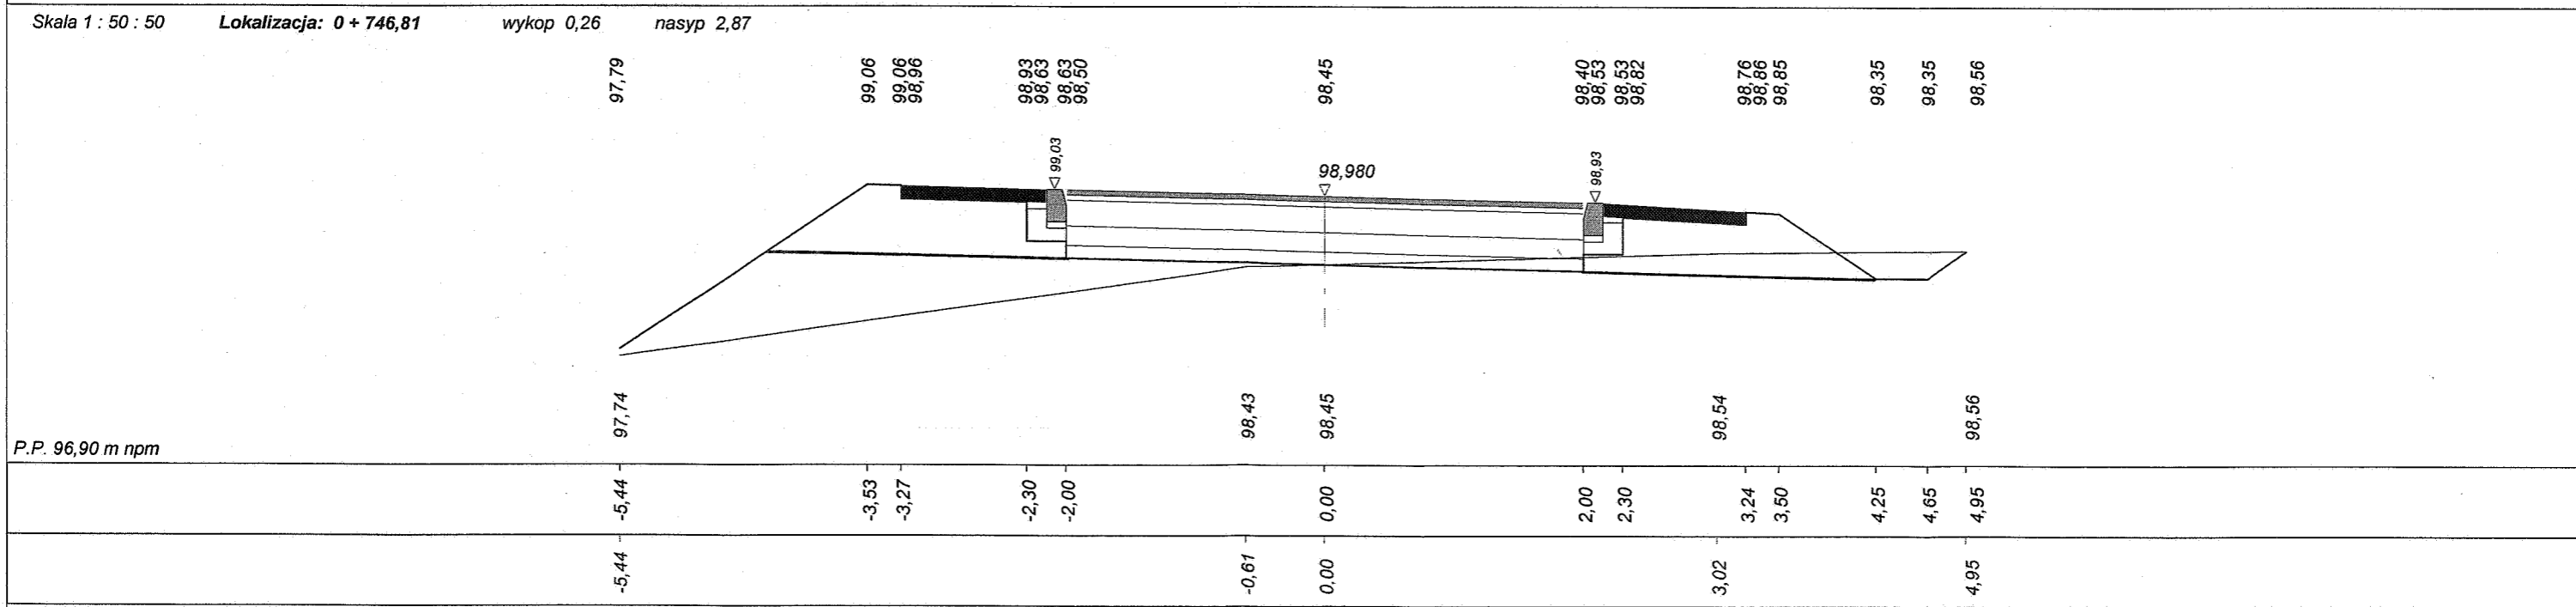 Skala 1 : 50 : 50 Lokalizacja: 0 + 746,81 wykop 0,26 nasyp 2,87
97,79 99,06 99,06 98,96 98,93 98,63 98,63 98,50 98,45 98,40 98,53 98,53 98,82 98,76 98,86 98,85 98,35 98,35 98,56
99,03 98,980 98,93
97,74 98,43 98,45 98,54 98,56
P.P. 96,90 m npm
-5,44 -3,53 -3,27 -2,30 -2,00 0,00 2,00 2,30 3,24 3,50 4,25 4,65 4,95
-5,44 -0,61 0,00 3,02 4,95